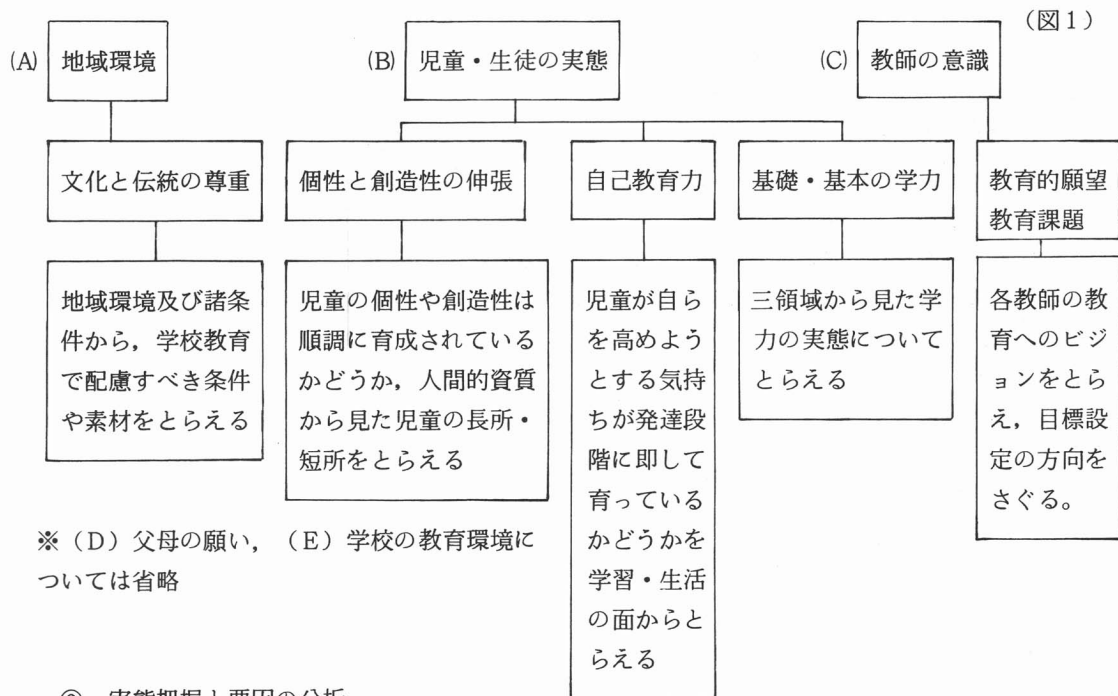 （図１）
(A) 地域環境
(B) 児童・生徒の実態
(C) 教師の意識
文化と伝統の尊重
個性と創造性の伸張
自己教育力
基礎・基本の学力
教育的願望
教育課題
地域環境及び諸条
件から，学校教育
で配慮すべき条件
や素材をとらえる
児童の個性や創造性は
順調に育成されている
かどうか，人間的資質
から見た児童の長所・
短所をとらえる
児童が自ら
を高めよう
とする気持
ちが発達段
階に即して
育っている
かどうかを
学習・生活
の面からと
らえる
三領域から見た学
力の実態について
とらえる
各教師の教
育へのビジ
ョンをとら
え，目標設
定の方向を
さぐる。
※（Ｄ）父母の願い，（Ｅ）学校の教育環境に
ついては省略
実態把握と要因の分析